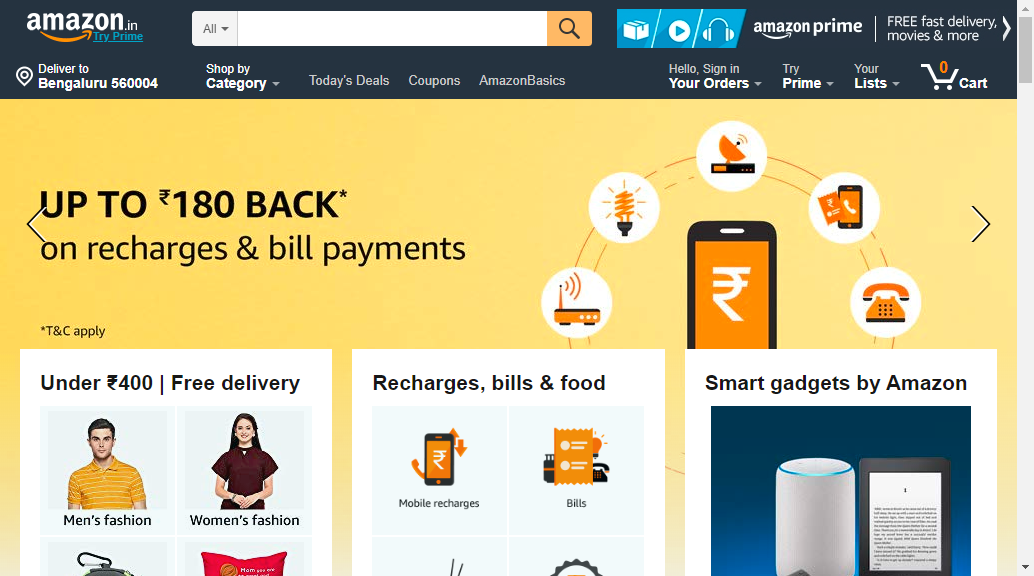 amazon.in
Try Prime
All
amazon prime
FREE fast delivery,
movies & more
Deliver to
Bengaluru 560004
Shop by
Category
Today's Deals
Coupons
AmazonBasics
Hello, Sign in
Your Orders
Try
Prime
Your
Lists
0
Cart
UP TO ₹180 BACK*
on recharges & bill payments
*T&C apply
₹
Under ₹400 | Free delivery
Men's fashion
Women's fashion
Mom you are
Recharges, bills & food
₹
Mobile recharges
Bills
Smart gadgets by Amazon